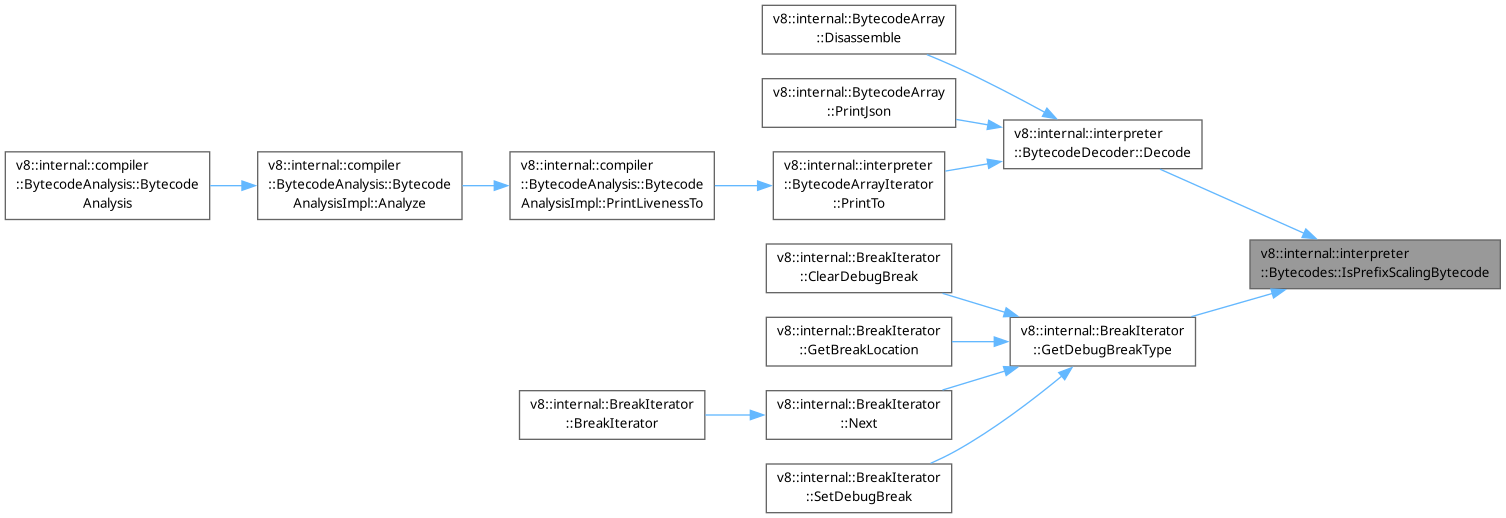 v8::internal::BytecodeArray
::Disassemble
v8::internal::BytecodeArray
::PrintJson
v8::internal::interpreter
::BytecodeDecoder::Decode
v8::internal::compiler
::BytecodeAnalysis::Bytecode
Analysis
v8::internal::compiler
::BytecodeAnalysis::Bytecode
AnalysisImpl::Analyze
v8::internal::compiler
::BytecodeAnalysis::Bytecode
AnalysisImpl::PrintLivenessTo
v8::internal::interpreter
::BytecodeArrayIterator
::PrintTo
v8::internal::interpreter
::Bytecodes::IsPrefixScalingBytecode
v8::internal::BreakIterator
::ClearDebugBreak
v8::internal::BreakIterator
::GetBreakLocation
v8::internal::BreakIterator
::GetDebugBreakType
v8::internal::BreakIterator
::BreakIterator
v8::internal::BreakIterator
::Next
v8::internal::BreakIterator
::SetDebugBreak